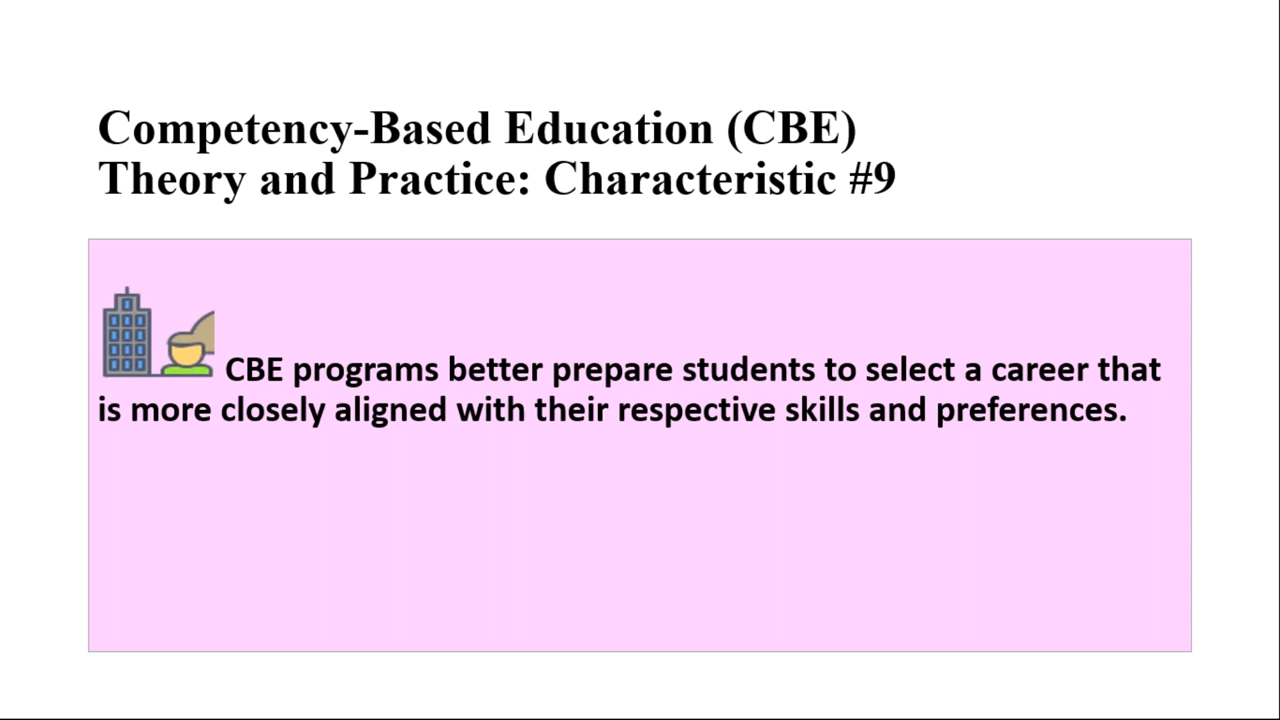 Competency-Based Education (CBE)
Theory and Practice: Characteristic #9
CBE programs better prepare students to select a career that
is more closely aligned with their respective skills and preferences.